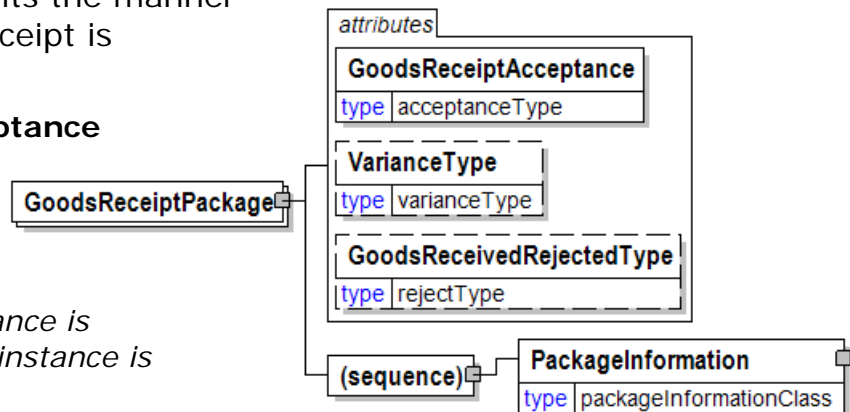 its the manner
ceipt is
ptance
ance is
instance is
attributes
GoodsReceiptAcceptance
type acceptanceType
VarianceType
type varianceType
GoodsReceiptPackage
GoodsReceivedRejectedType
type rejectType
(sequence)
PackageInformation
type packageInformationClass